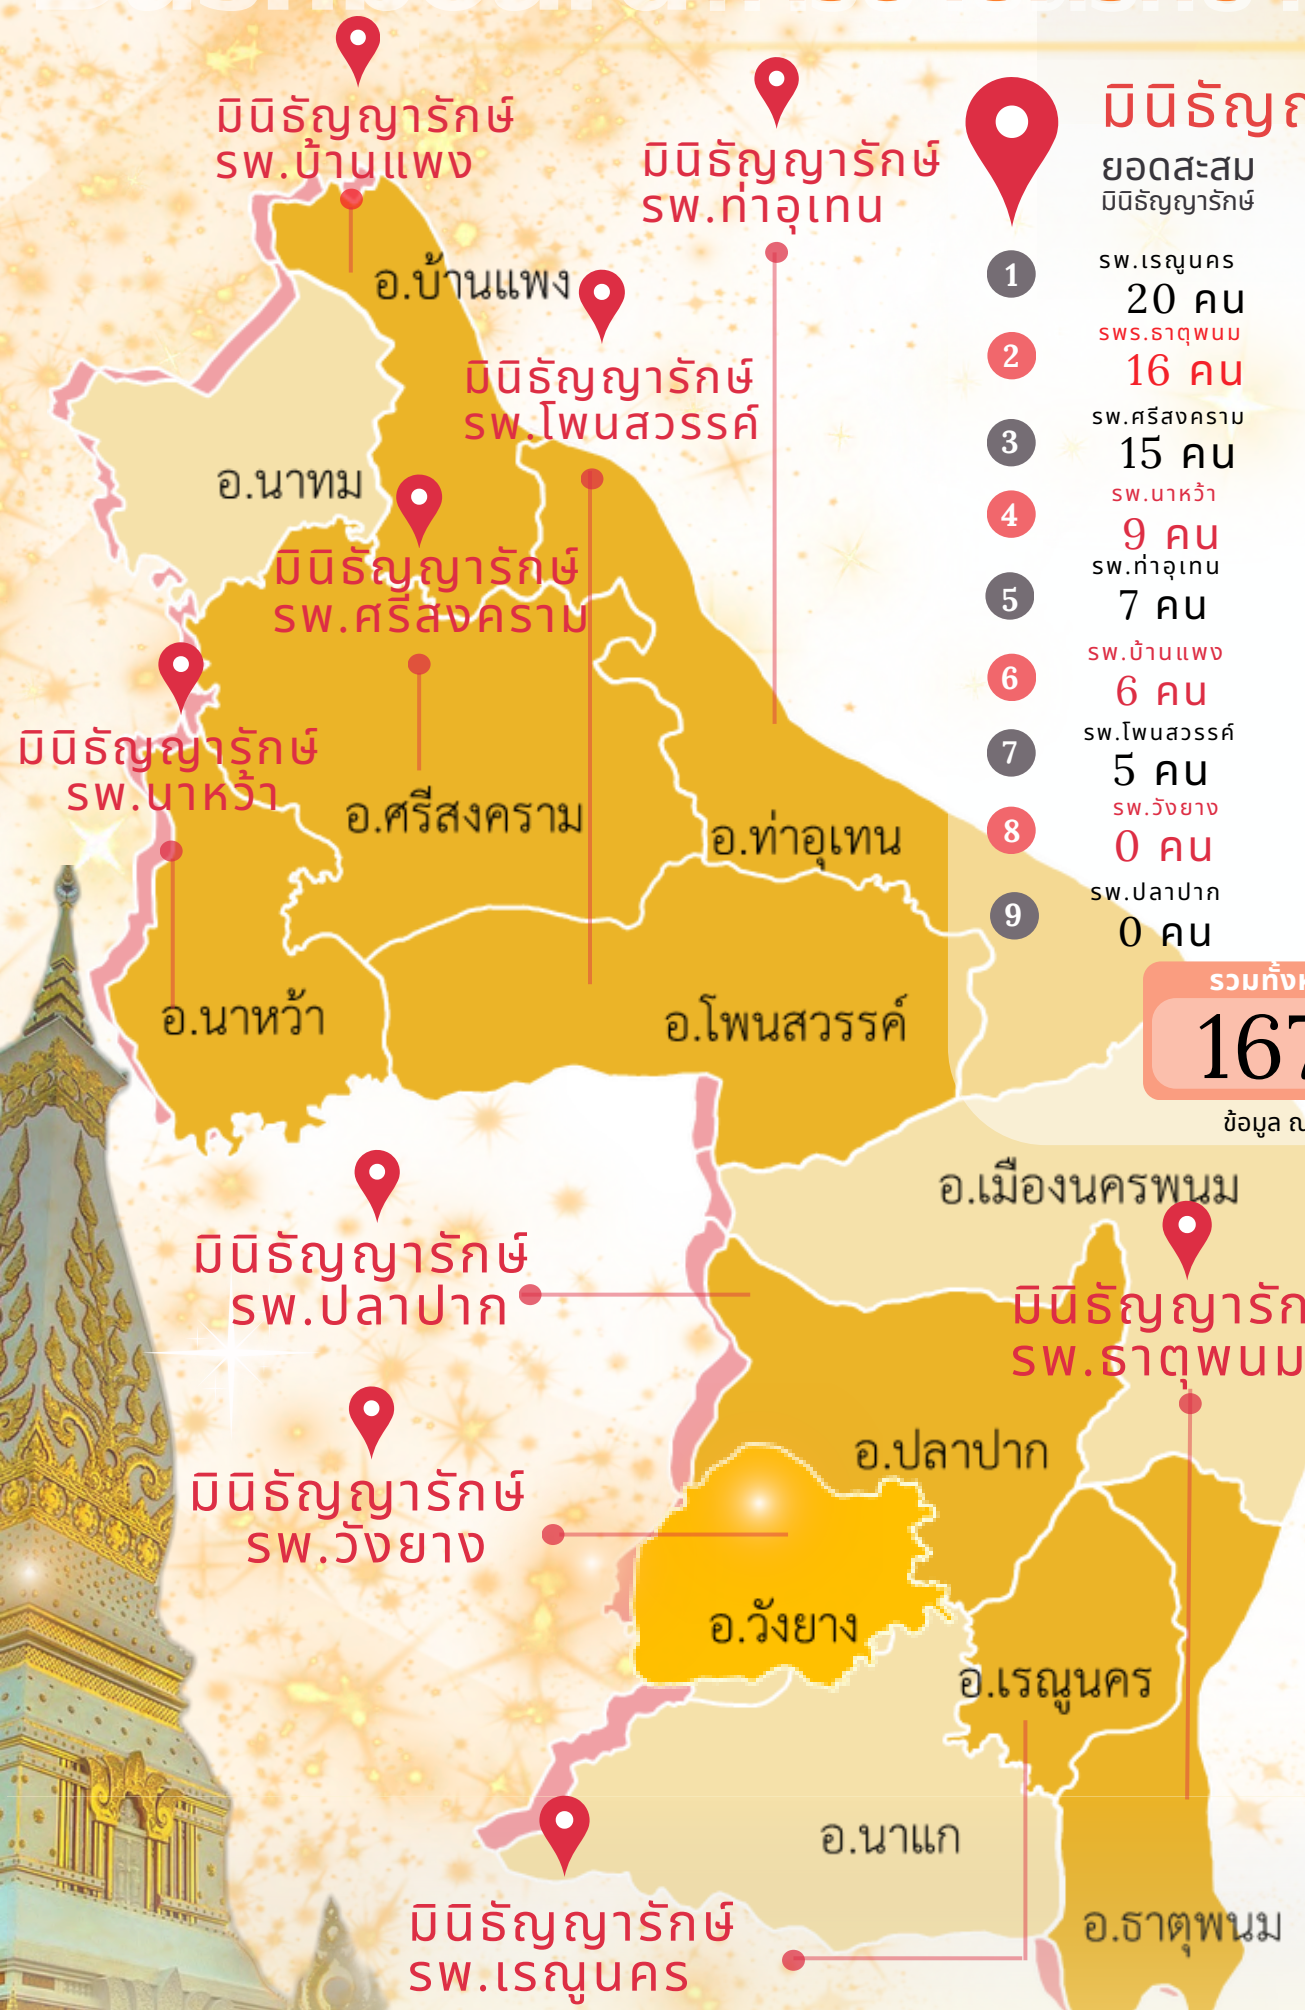 มินิธัญญารักษ์
รพ.บ้านแพง
มินิธัญญารักษ์
รพ.ท่าอุเทน
อ.บ้านแพง
มินิธัญญารักษ์
รพ.โพนสวรรค์
อ.นาทม
มินิธัญญารักษ์
รพ.ศรีสงคราม
มินิธัญญารักษ์
รพ.นาหว้า
อ.ศรีสงคราม
อ.ท่าอุเทน
อ.นาหว้า
อ.โพนสวรรค์
ยอดสะสม
มินิธัญญารักษ์
1
รพ.เรณูนคร
20 คน
2
รพร.ธาตุพนม
16 คน
3
รพ.ศรีสงคราม
15 คน
4
รพ.นาหว้า
9 คน
5
รพ.ท่าอุเทน
7 คน
6
รพ.บ้านแพง
6 คน
7
รพ.โพนสวรรค์
5 คน
8
รพ.วังยาง
0 คน
9
รพ.ปลาปาก
0 คน
167
ข้อมูล ณ
อ.เมืองนครพนม
มินิธัญญารักษ์
รพ.ปลาปาก
มินิธัญญารัก
รพ.ธาตุพนม
อ.ปลาปาก
มินิธัญญารักษ์
รพ.วังยาง
อ.วังยาง
อ.เรณูนคร
อ.นาแก
มินิธัญญารักษ์
รพ.เรณูนคร
อ.ธาตุพนม